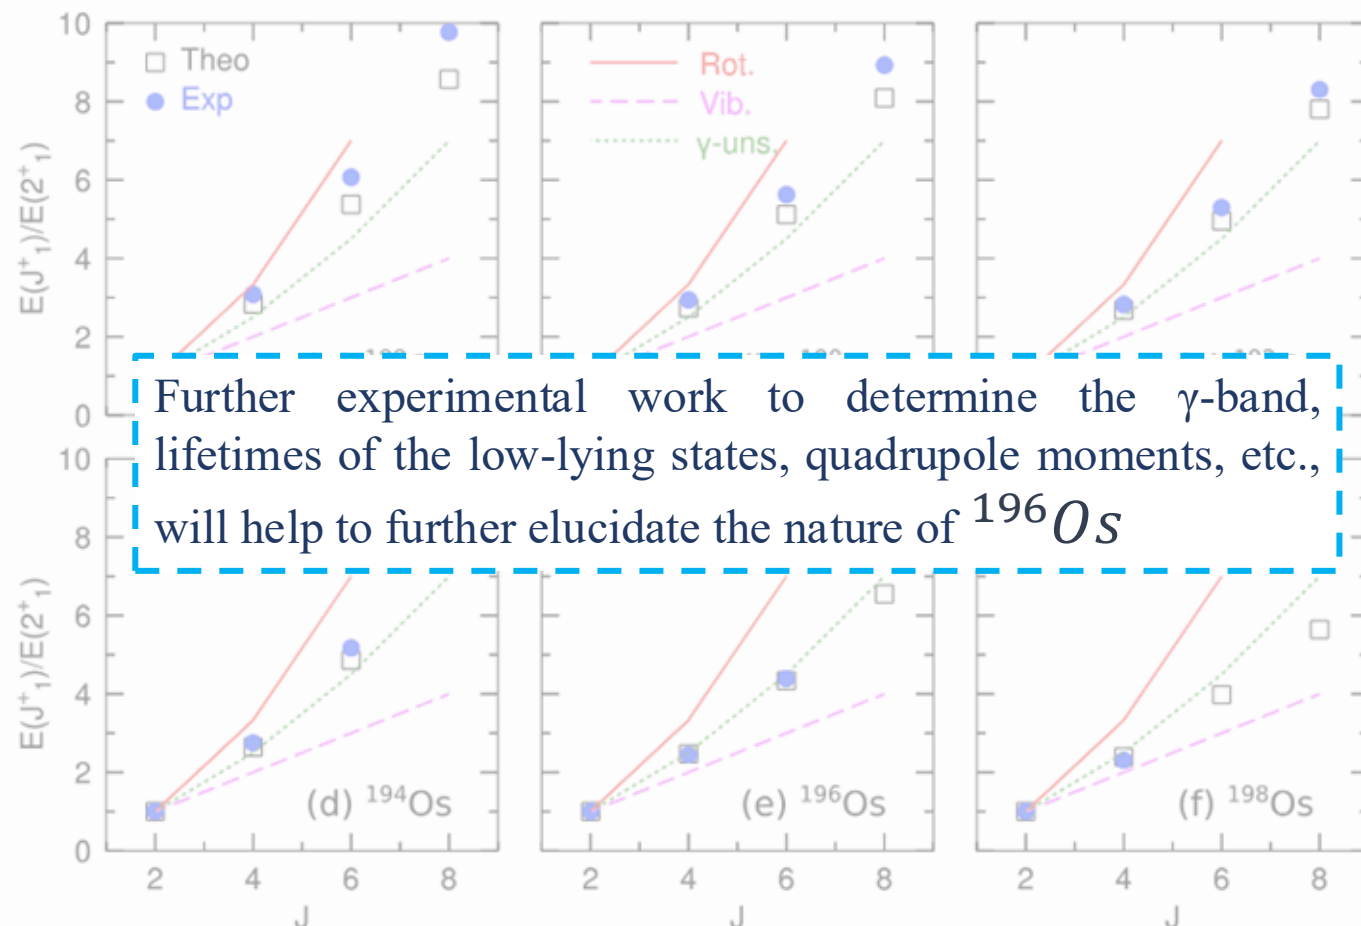 10
8
6
4
2
0
E(J⁺₁)/E(2⁺₁)
Theo
Exp
Rot.
Vib.
γ-uns.
Further experimental work to determine the γ-band,
lifetimes of the low-lying states, quadrupole moments, etc.,
will help to further elucidate the nature of ¹⁹⁶Os
10
8
6
4
2
0
E(J⁺₁)/E(2⁺₁)
(d) ¹⁹⁴Os
(e) ¹⁹⁶Os
(f) ¹⁹⁸Os
2 4 6 8 2 4 6 8 2 4 6 8
J J J